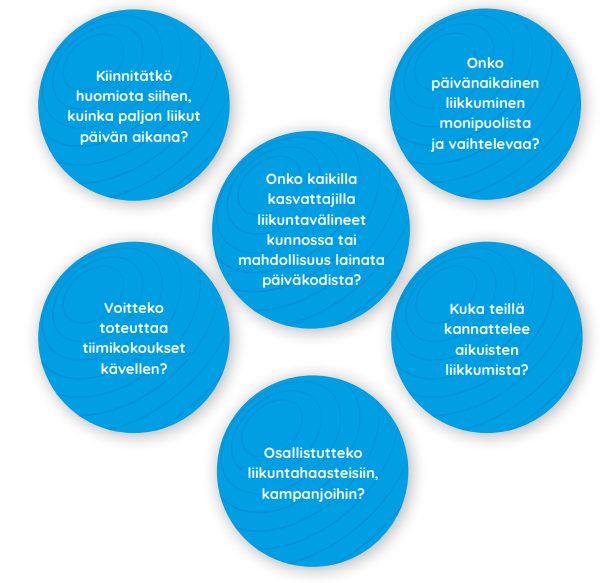 Kiinnitätkö
huomiota siihen,
kuinka paljon liikut
päivän aikana?
Onko
päivänaikainen
liikkuminen
monipuolista
ja vaihtelevaa?
Onko kaikilla
kasvattajilla
liikuntavälineet
kunnossa tai
mahdollisuus lainata
päiväkodista?
Voitteko
toteuttaa
tiimikokoukset
kävellen?
Kuka teillä
kannattelee
aikuisten
liikkumista?
Osallistutteko
liikuntahaasteisiin,
kampanjoihin?